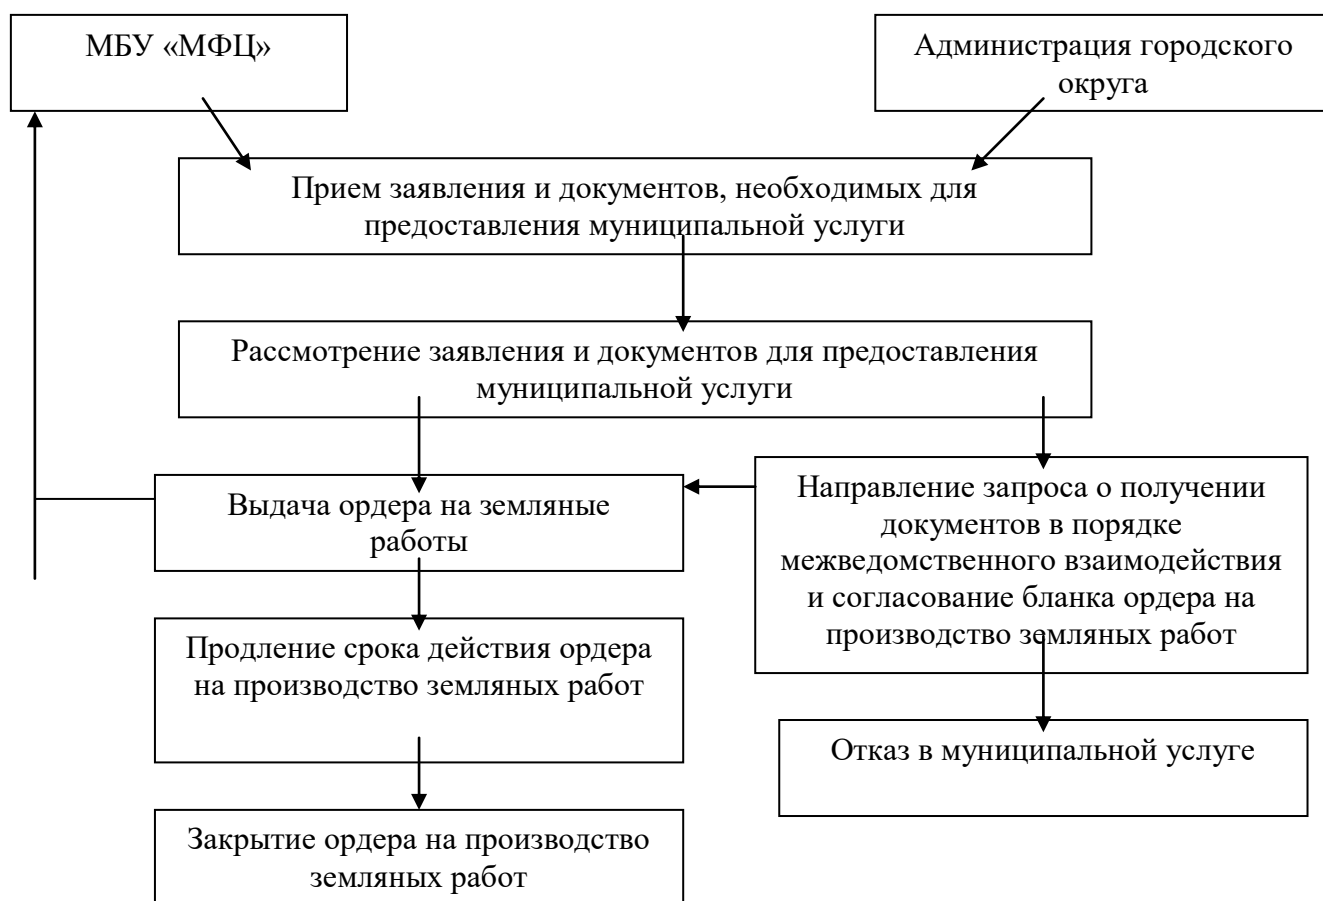 МБУ «МФЦ»
Администрация городского
округа
Прием заявления и документов, необходимых для
предоставления муниципальной услуги
Рассмотрение заявления и документов для предоставления
муниципальной услуги
Выдача ордера на земляные
работы
Направление запроса о получении
документов в порядке
межведомственного взаимодействия
и согласование бланка ордера на
производство земляных работ
Продление срока действия ордера
на производство земляных работ
Отказ в муниципальной услуге
Закрытие ордера на производство
земляных работ